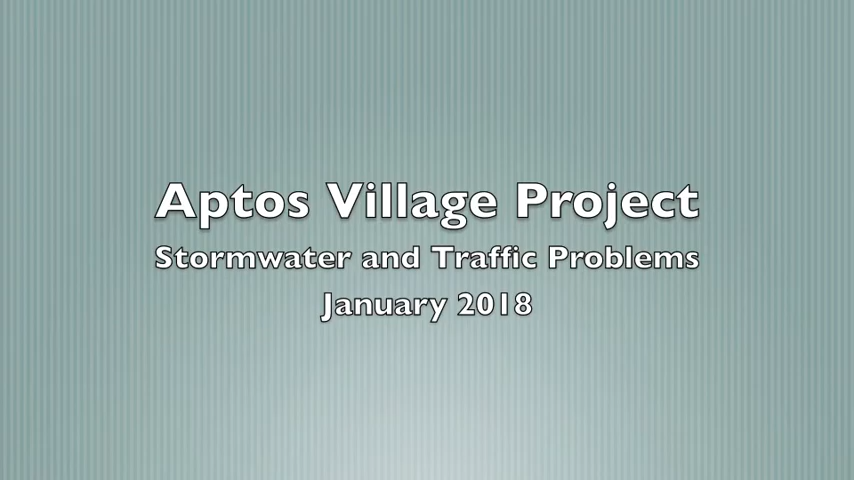 Aptos Village Project
Stormwater and Traffic Problems
January 2018